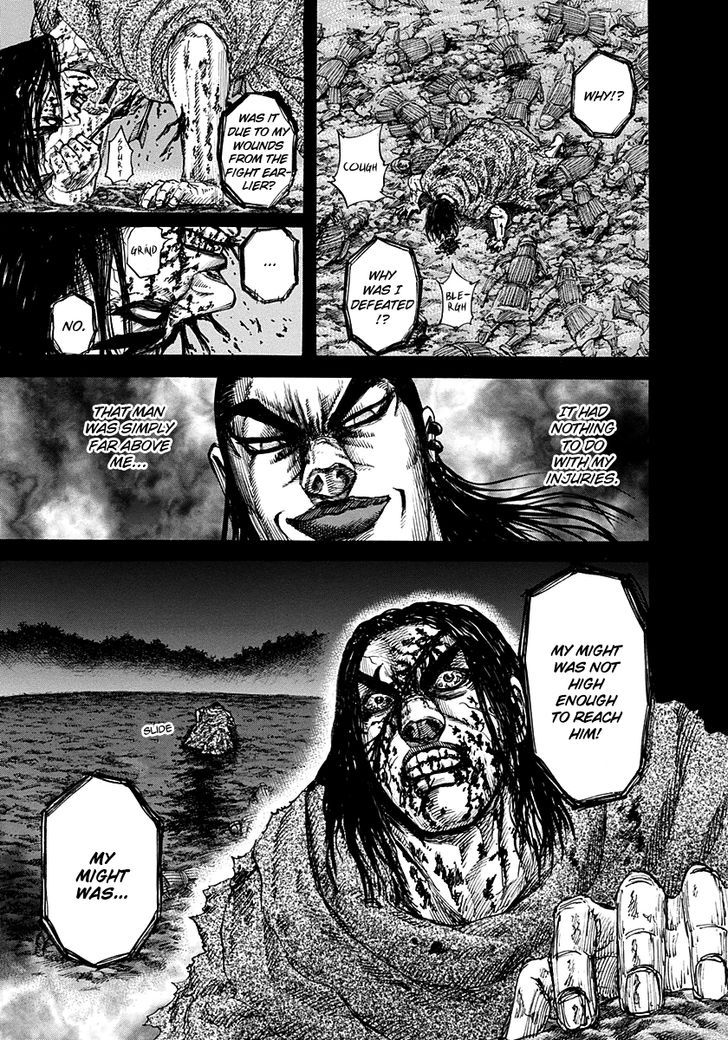 WHY!?
COUGH
BLE-
RGH
WHY
WAS I
DEFEATED
!?
WAS IT
DUE TO MY
WOUNDS
FROM THE
FIGHT EAR-
LIER?
SPURT
...
GRIND
NO.
IT HAD
NOTHING
TO DO
WITH MY
INJURIES.
THAT MAN
WAS SIMPLY
FAR ABOVE
ME...
MY MIGHT
WAS NOT
HIGH
ENOUGH
TO REACH
HIM!
SLIDE
MY
MIGHT
WAS...